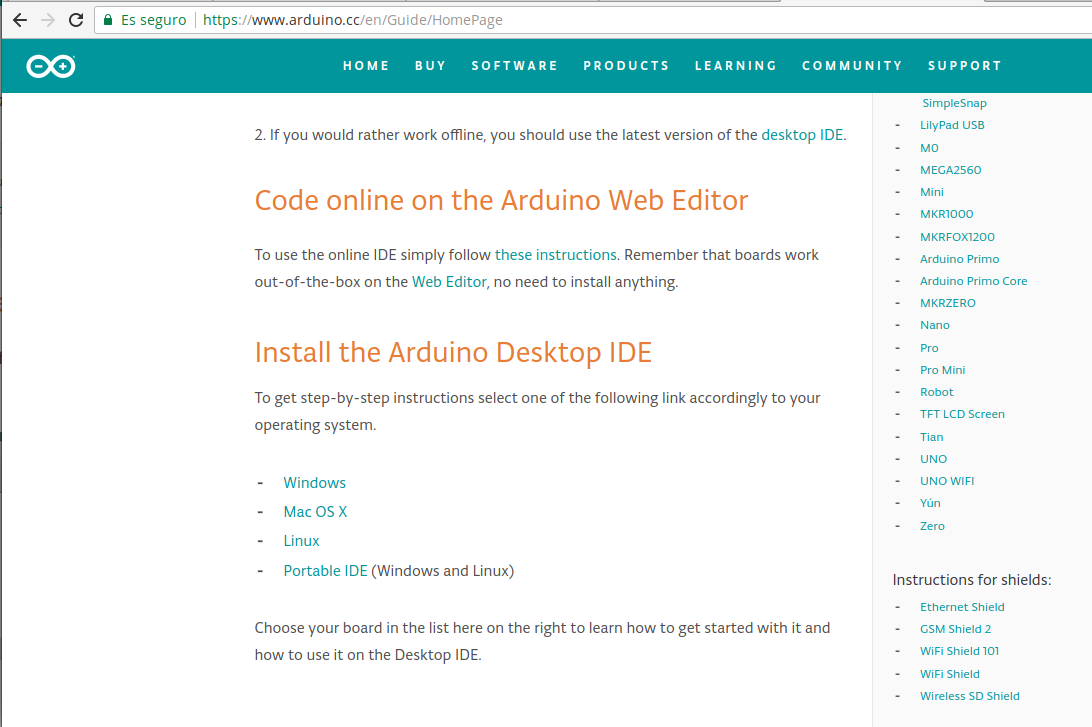 Es seguro https://www.arduino.cc/en/Guide/HomePage
HOME BUY SOFTWARE PRODUCTS LEARNING COMMUNITY SUPPORT
2. If you would rather work offline, you should use the latest version of the desktop IDE.
Code online on the Arduino Web Editor
To use the online IDE simply follow these instructions. Remember that boards work
out-of-the-box on the Web Editor, no need to install anything.
Install the Arduino Desktop IDE
To get step-by-step instructions select one of the following link accordingly to your
operating system.
- Windows
- Mac OS X
- Linux
- Portable IDE (Windows and Linux)
Choose your board in the list here on the right to learn how to get started with it and
how to use it on the Desktop IDE.
SimpleSnap
- LilyPad USB
- M0
- MEGA2560
- Mini
- MKR1000
- MKRFOX1200
- Arduino Primo
- Arduino Primo Core
- MKRZERO
- Nano
- Pro
- Pro Mini
- Robot
- TFT LCD Screen
- Tian
- UNO
- UNO WIFI
- Yún
- Zero
Instructions for shields:
- Ethernet Shield
- GSM Shield 2
- WiFi Shield 101
- WiFi Shield
- Wireless SD Shield